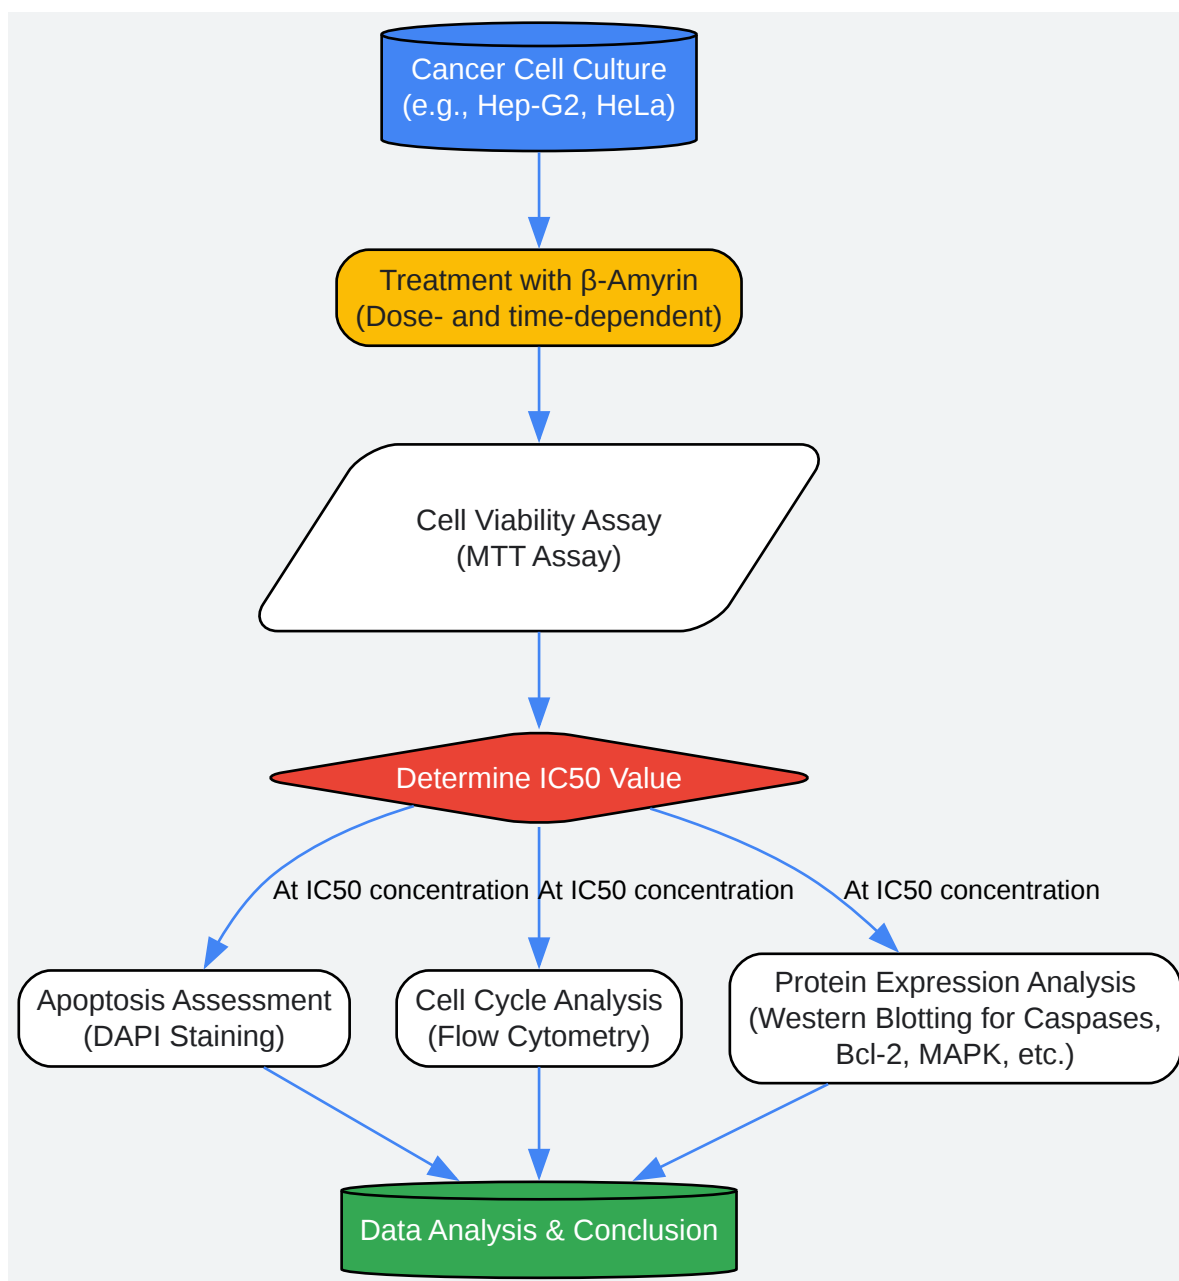 Cancer Cell Culture
(e.g., Hep-G2, HeLa)
Treatment with β-Amyrin
(Dose- and time-dependent)
Cell Viability Assay
(MTT Assay)
Determine IC50 Value
At IC50 concentration
At IC50 concentration
At IC50 concentration
Apoptosis Assessment
(DAPI Staining)
Cell Cycle Analysis
(Flow Cytometry)
Protein Expression Analysis
(Western Blotting for Caspases,
Bcl-2, MAPK, etc.)
Data Analysis & Conclusion